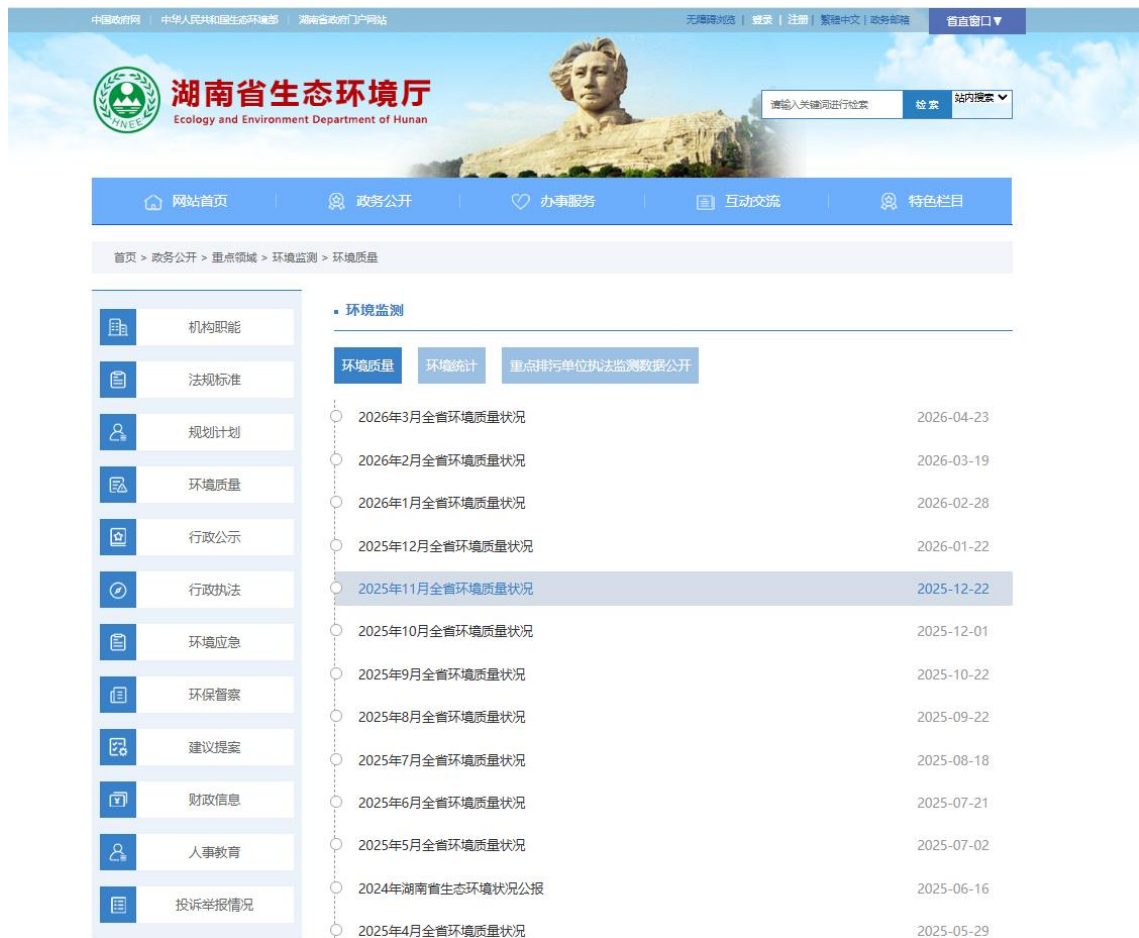 中国政府网 | 中华人民共和国生态环境部 | 湖南省政府门户网站
无障碍浏览 | 登录 | 注册 | 繁體中文 | 政务邮箱
省直窗口▼
湖南省生态环境厅
Ecology and Environment Department of Hunan
HNEE
请输入关键词进行检索
检索
站内搜索
网站首页
政务公开
办事服务
互动交流
特色栏目
首页 > 政务公开 > 重点领域 > 环境监测 > 环境质量
机构职能
法规标准
规划计划
环境质量
行政公示
行政执法
环境应急
环保督察
建议提案
财政信息
人事教育
投诉举报情况
环境监测
环境质量
环境统计
重点排污单位执法监测数据公开
2026年3月全省环境质量状况 2026-04-23
2026年2月全省环境质量状况 2026-03-19
2026年1月全省环境质量状况 2026-02-28
2025年12月全省环境质量状况 2026-01-22
2025年11月全省环境质量状况 2025-12-22
2025年10月全省环境质量状况 2025-12-01
2025年9月全省环境质量状况 2025-10-22
2025年8月全省环境质量状况 2025-09-22
2025年7月全省环境质量状况 2025-08-18
2025年6月全省环境质量状况 2025-07-21
2025年5月全省环境质量状况 2025-07-02
2024年湖南省生态环境状况公报 2025-06-16
2025年4月全省环境质量状况 2025-05-29